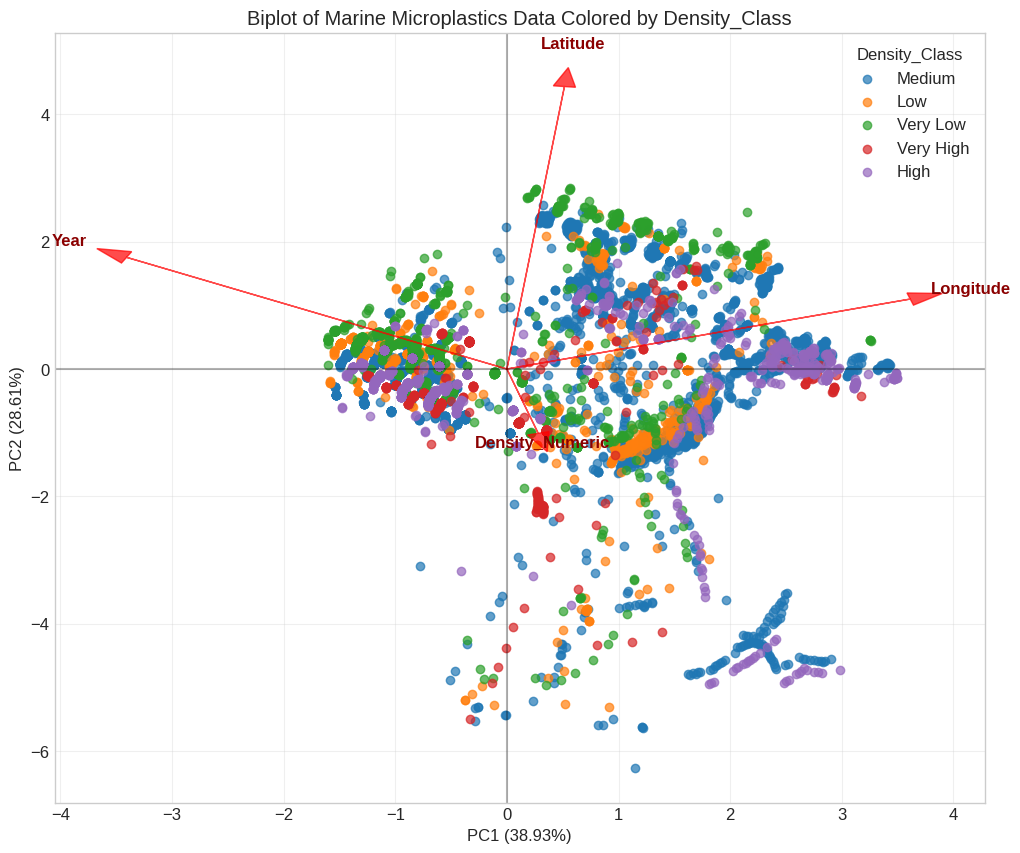 Biplot of Marine Microplastics Data Colored by Density_Class
Latitude
Density_Class
Medium
Low
Very Low
Very High
High
Year
Longitude
Density_Numeric
4
2
0
−2
−4
−6
PC2 (28.61%)
−4 −3 −2 −1 0 1 2 3 4
PC1 (38.93%)